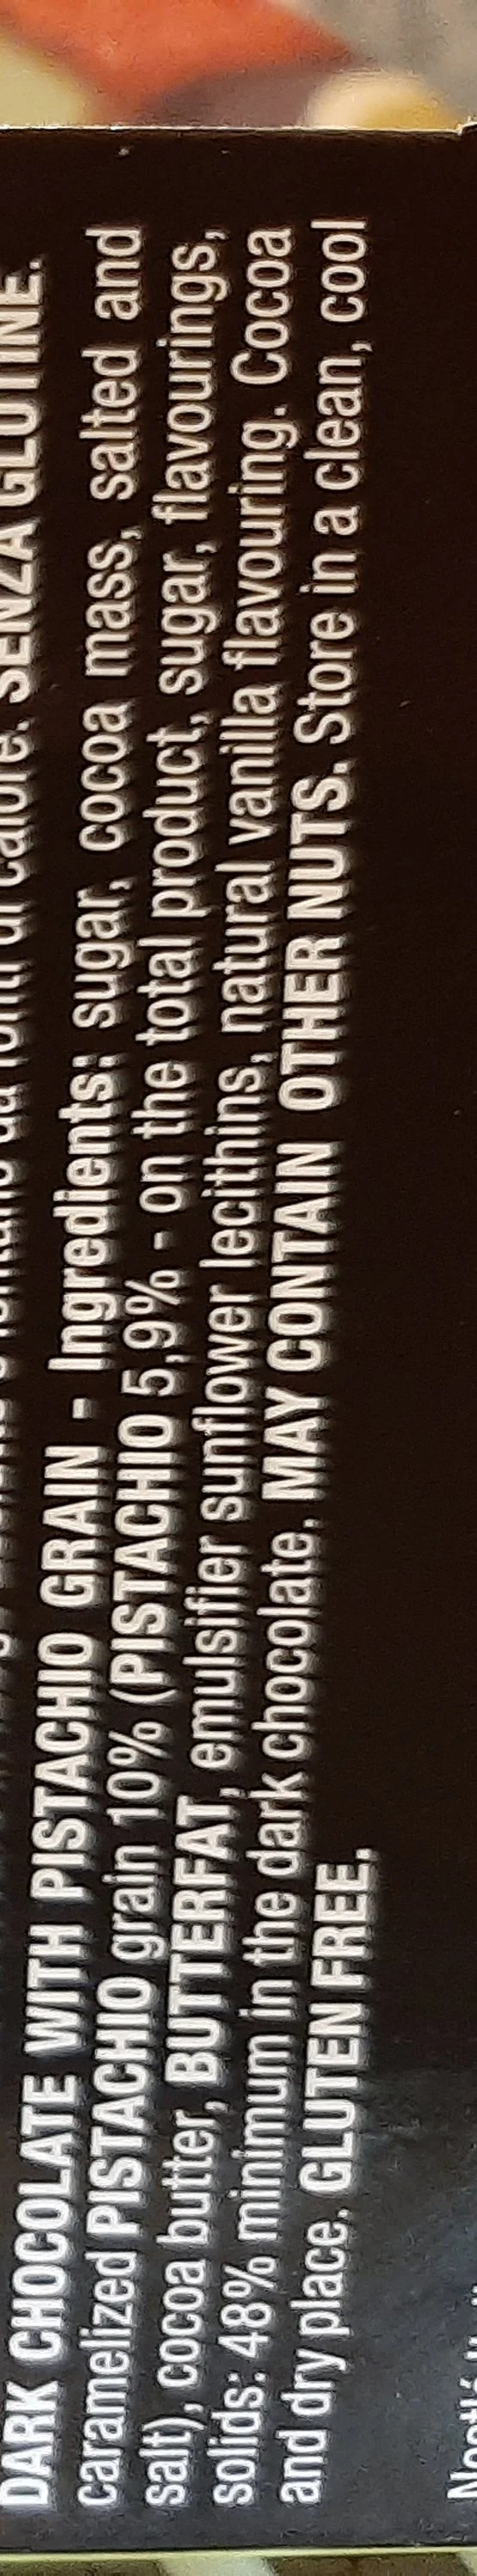 SENZA GLUTINE.
DARK CHOCOLATE WITH PISTACHIO GRAIN - Ingredients: sugar, cocoa mass, salted and
caramelized PISTACHIO grain 10% (PISTACHIO 5,9% - on the total product, sugar, flavourings,
salt), cocoa butter, BUTTERFAT, emulsifier sunflower lecithins, natural vanilla flavouring. Cocoa
solids: 48% minimum in the dark chocolate. MAY CONTAIN OTHER NUTS. Store in a clean, cool
and dry place. GLUTEN FREE.